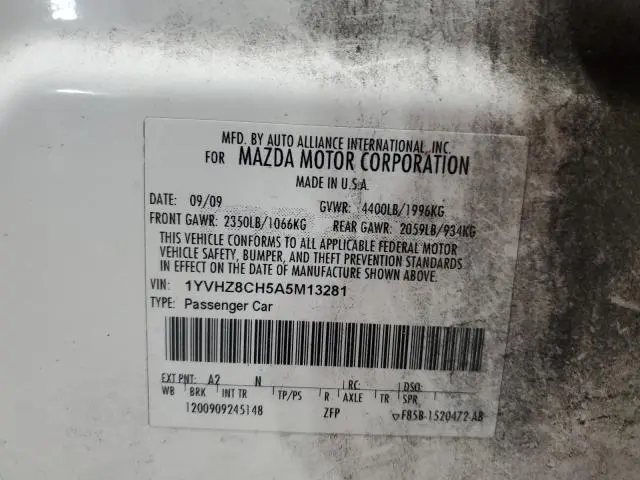 MFD. BY AUTO ALLIANCE INTERNATIONAL, INC.
FOR MAZDA MOTOR CORPORATION
MADE IN U.S.A.
DATE: 09/09 GVWR: 4400LB/1996KG
FRONT GAWR: 2350LB/1066KG REAR GAWR: 2059LB/934KG
THIS VEHICLE CONFORMS TO ALL APPLICABLE FEDERAL MOTOR
VEHICLE SAFETY, BUMPER, AND THEFT PREVENTION STANDARDS
IN EFFECT ON THE DATE OF MANUFACTURE SHOWN ABOVE.
VIN: 1YVHZ8CH5A5M13281
TYPE: Passenger Car
EXT PNT: A2 N RC: DSO:
WB BRK INT TR TP/PS R AXLE TR SPR
1200909245148 ZFP F85B-1520472-AB